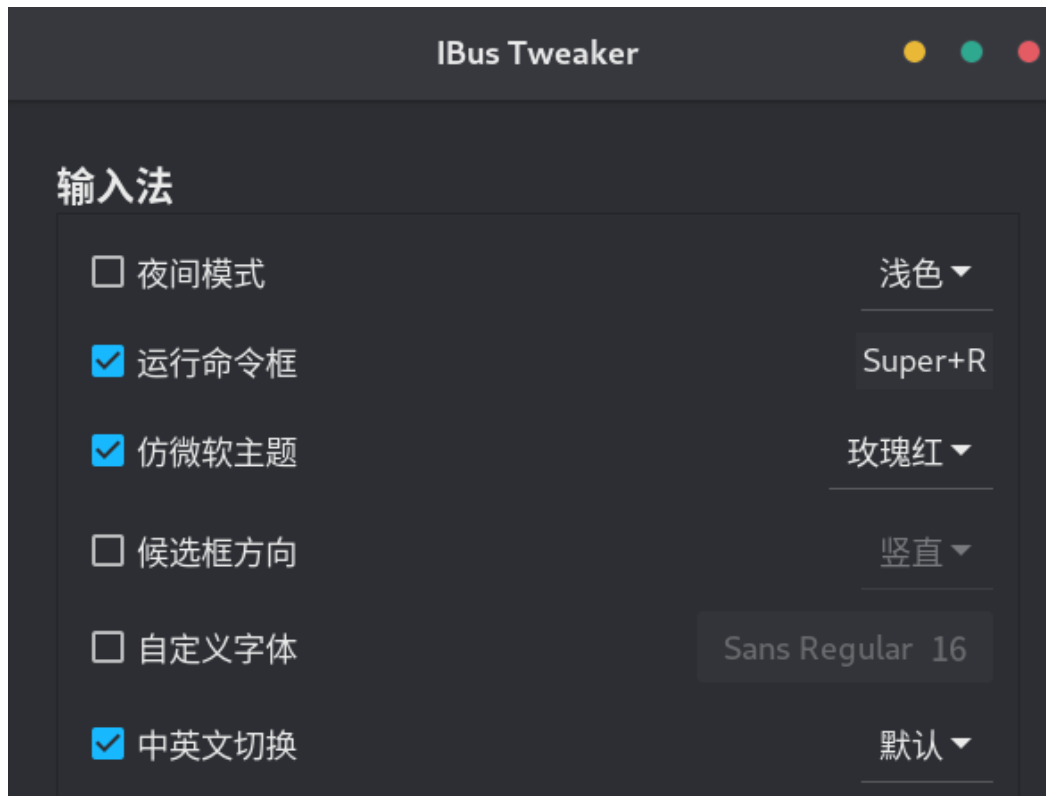 IBus Tweaker
输入法
夜间模式 浅色
运行命令框 Super+R
仿微软主题 玫瑰红
候选框方向 竖直
自定义字体 Sans Regular 16
中英文切换 默认